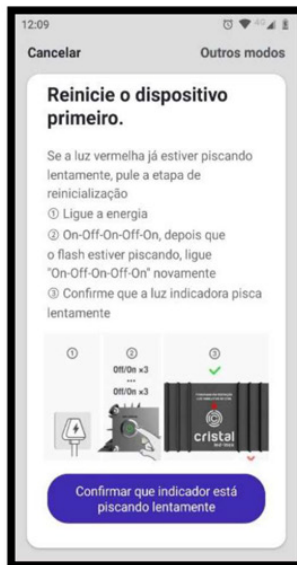 12:09
4G
Cancelar
Outros modos
Reinicie o dispositivo
primeiro.
Se a luz vermelha já estiver piscando
lentamente, pule a etapa de
reinicialização
① Ligue a energia
② On-Off-On-Off-On, depois que
o flash estiver piscando, ligue
"On-Off-On-Off-On" novamente
③ Confirme que a luz indicadora pisca
lentamente
①
②
③
Off/On ×3
...
Off/On ×3
cristal
Confirmar que indicador está
piscando lentamente